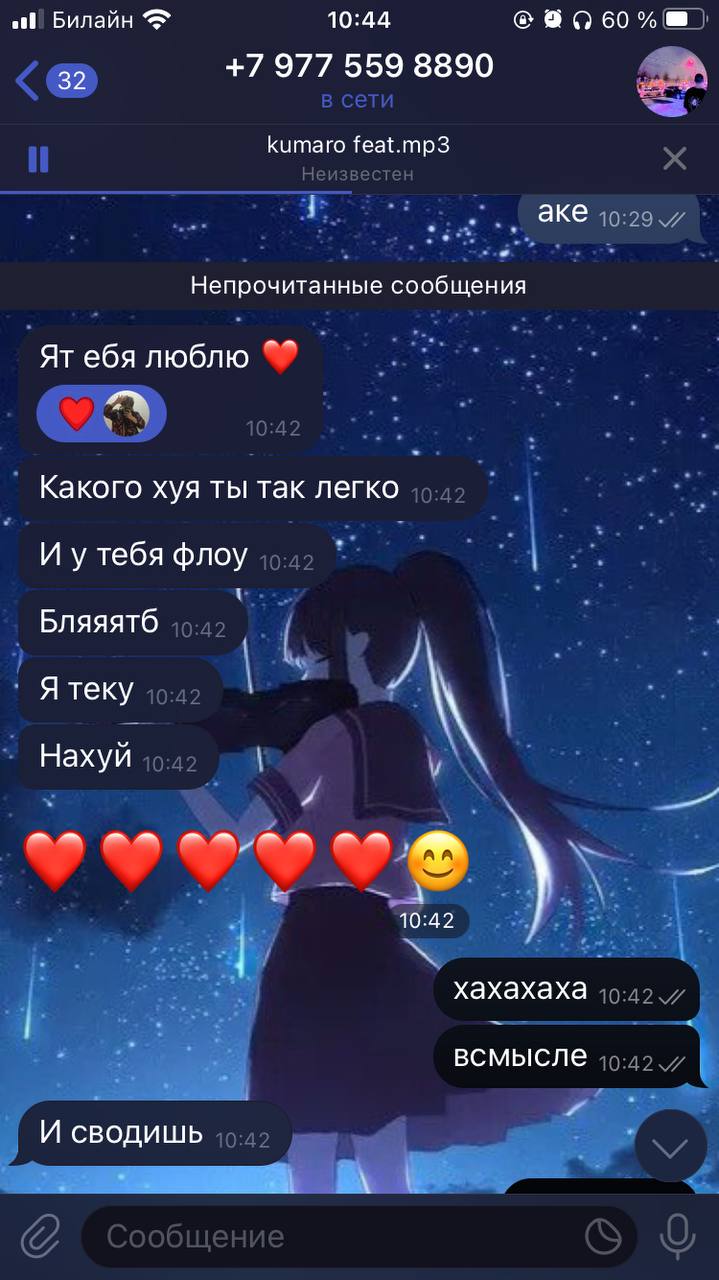 Билайн 10:44 60 %
32 +7 977 559 8890
в сети
kumaro feat.mp3
Неизвестен
аке 10:29
Непрочитанные сообщения
Ят ебя люблю ❤️
❤️ 10:42
Какого хуя ты так легко 10:42
И у тебя флоу 10:42
Бляяятб 10:42
Я теку 10:42
Нахуй 10:42
❤️❤️❤️❤️❤️😊
10:42
хахахаха 10:42
всмысле 10:42
И сводишь 10:42
Сообщение